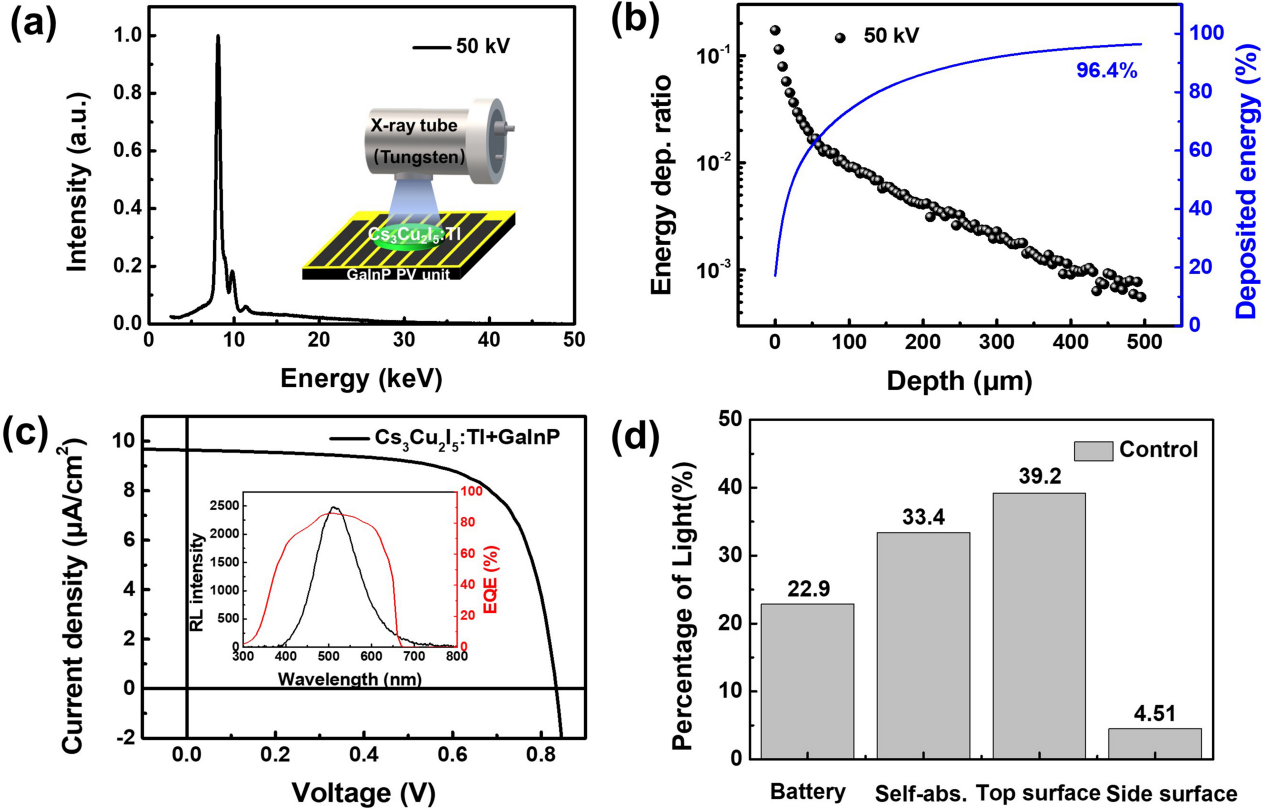 (a)
50 kV
X-ray tube
(Tungsten)
Cs₃Cu₂I₅:Tl
GaInP PV unit
Intensity (a.u.)
1.0
0.8
0.6
0.4
0.2
0.0
0 10 20 30 40 50
Energy (keV)
(b)
50 kV
96.4%
Energy dep. ratio
10⁻¹
10⁻²
10⁻³
Deposited energy (%)
100
80
60
40
20
0
0 100 200 300 400 500
Depth (μm)
(c)
Cs₃Cu₂I₅:Tl+GaInP
Current density (μA/cm²)
10
8
6
4
2
0
-2
0.0 0.2 0.4 0.6 0.8
Voltage (V)
RL intensity
2500
2000
1500
1000
500
0
EQE (%)
100
80
60
40
20
0
300 400 500 600 700 800
Wavelength (nm)
(d)
Control
Percentage of Light(%)
50
40
30
20
10
0
22.9
33.4
39.2
4.51
Battery Self-abs. Top surface Side surface